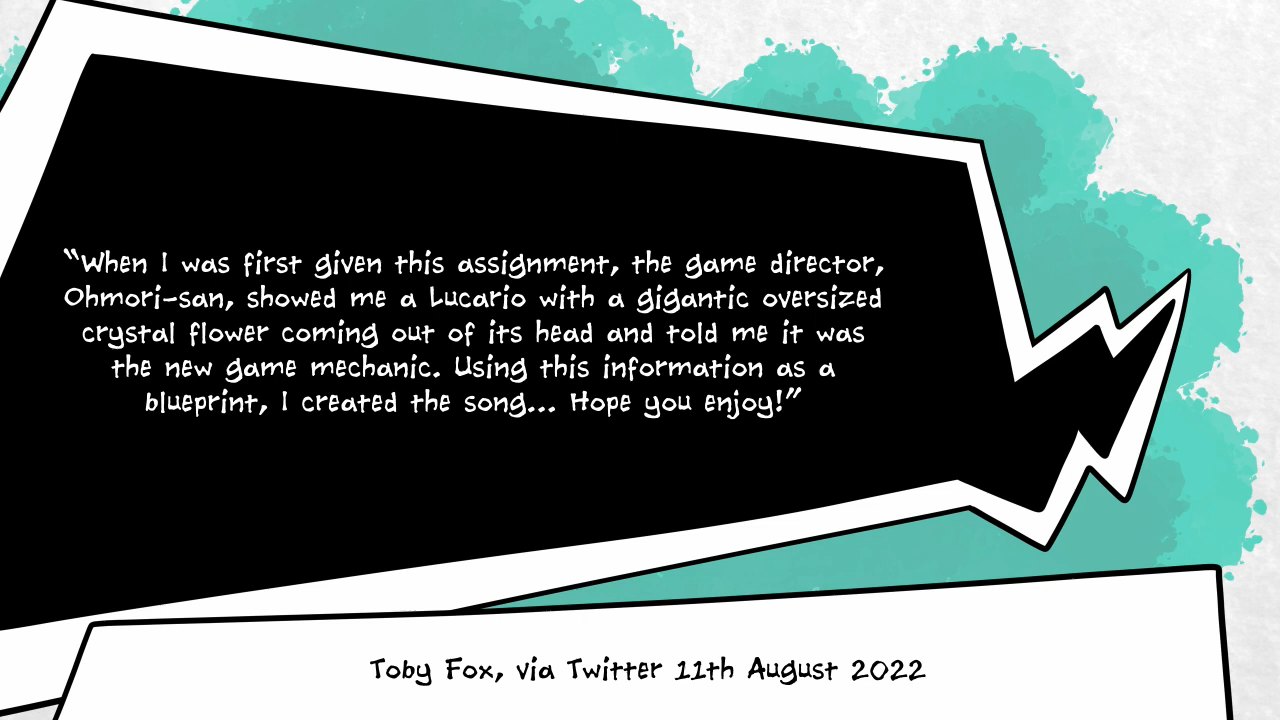 “When I was first given this assignment, the game director,
Ohmori-san, showed me a Lucario with a gigantic oversized
crystal flower coming out of its head and told me it was
the new game mechanic. Using this information as a
blueprint, I created the song... Hope you enjoy!”
Toby Fox, via Twitter 11th August 2022